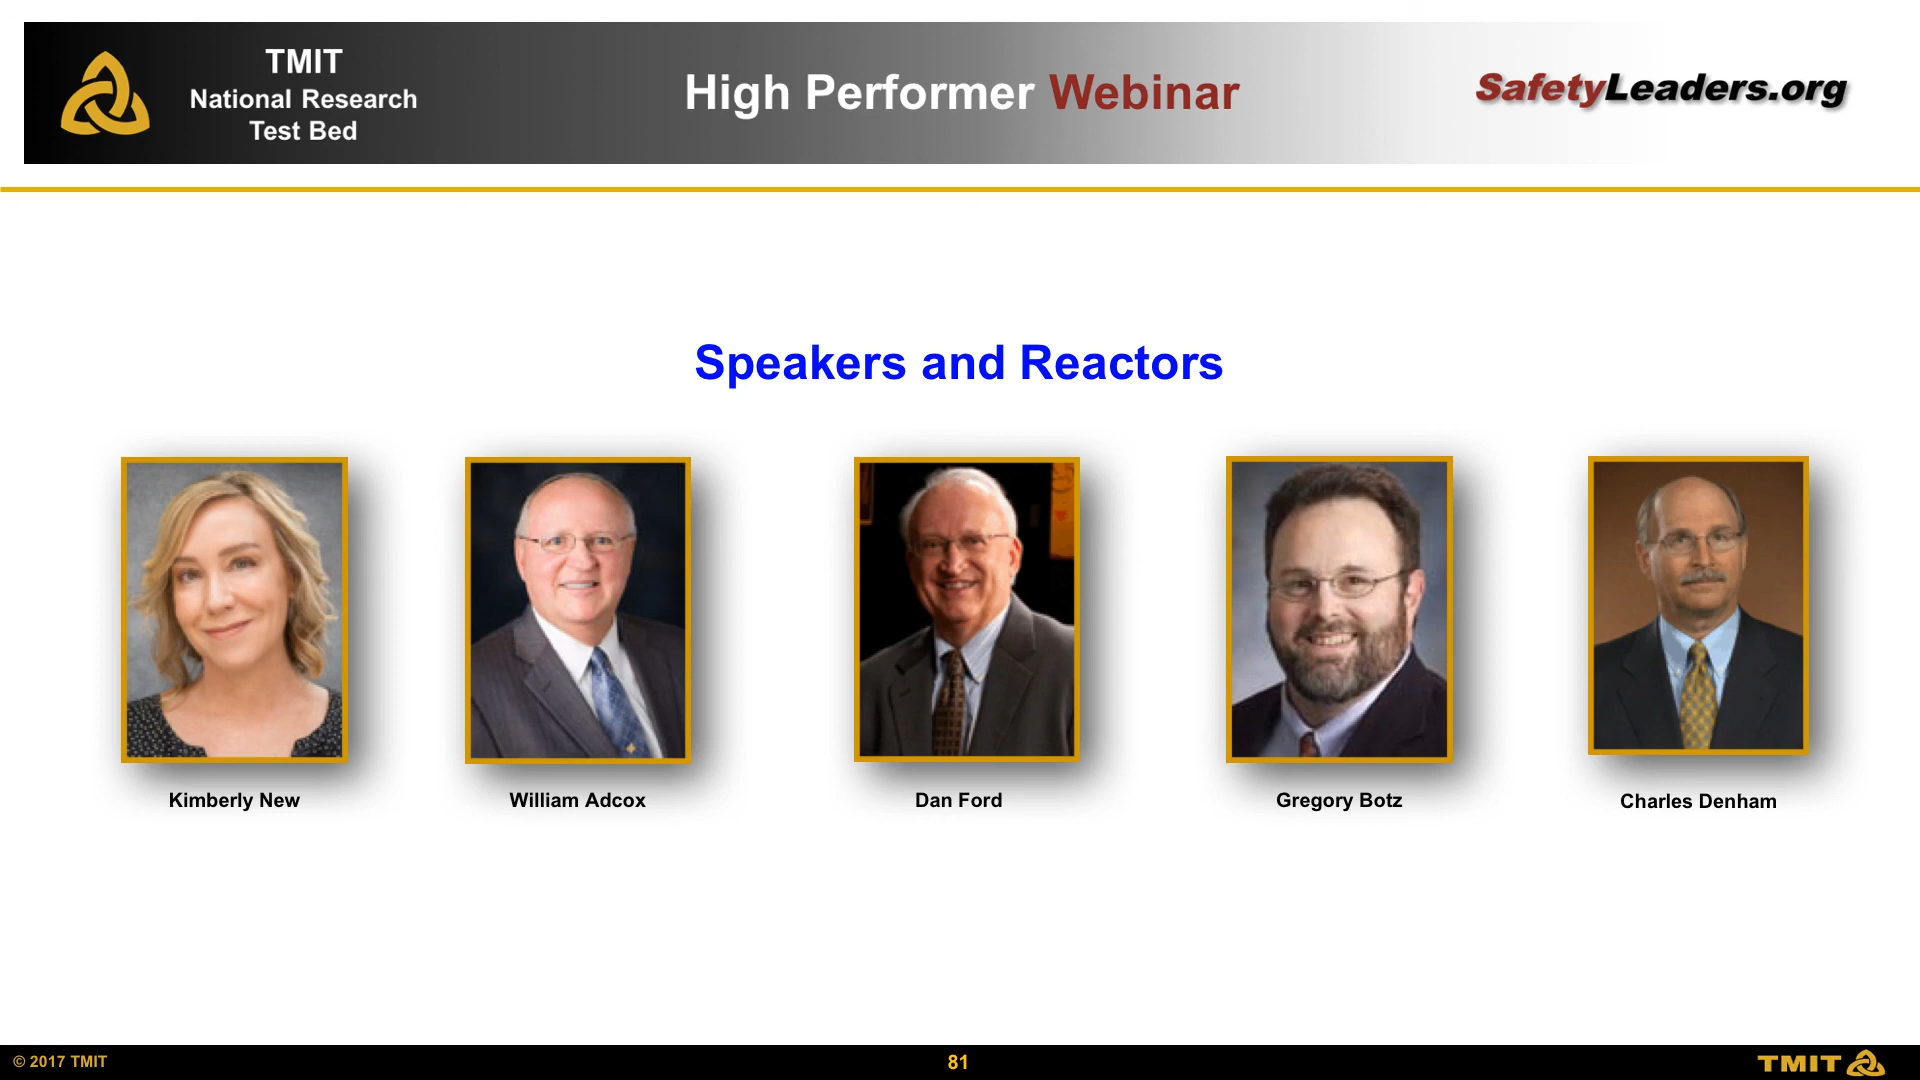 TMIT
National Research
Test Bed
High Performer Webinar
SafetyLeaders.org
Speakers and Reactors
Kimberly New
William Adcox
Dan Ford
Gregory Botz
Charles Denham
© 2017 TMIT
81
TMIT